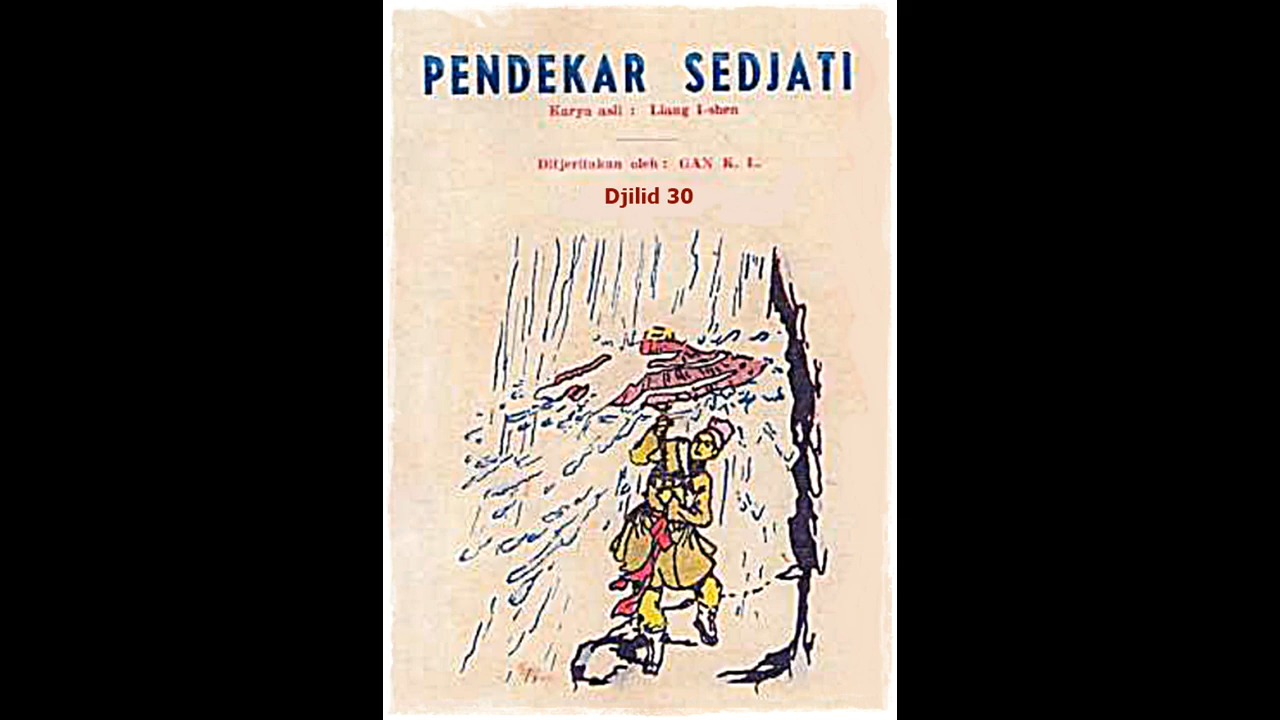 PENDEKAR SEDJATI
Karya asli : Liang I-shen
Ditjeritakan oleh : GAN K. L.
Djilid 30